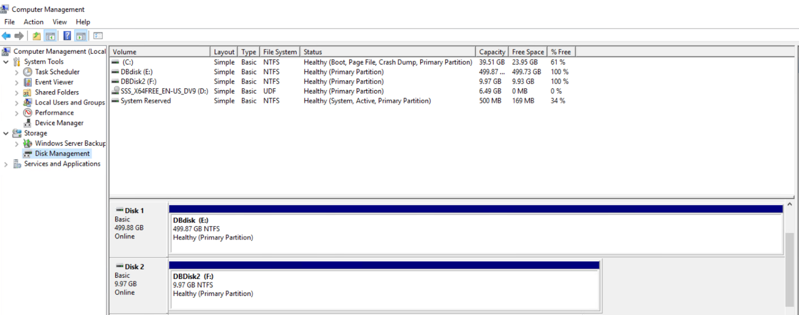 Computer Management
File Action View Help
Computer Management (Local
System Tools
Task Scheduler
Event Viewer
Shared Folders
Local Users and Groups
Performance
Device Manager
Storage
Windows Server Backup
Disk Management
Services and Applications
Volume Layout Type File System Status Capacity Free Space % Free
(C:) Simple Basic NTFS Healthy (Boot, Page File, Crash Dump, Primary Partition) 39.51 GB 23.95 GB 61 %
DBdisk (E:) Simple Basic NTFS Healthy (Primary Partition) 499.87 ... 499.73 GB 100 %
DBDisk2 (F:) Simple Basic NTFS Healthy (Primary Partition) 9.97 GB 9.93 GB 100 %
SSS_X64FREE_EN-US_DV9 (D:) Simple Basic UDF Healthy (Primary Partition) 6.49 GB 0 MB 0 %
System Reserved Simple Basic NTFS Healthy (System, Active, Primary Partition) 500 MB 169 MB 34 %
Disk 1
Basic
499.88 GB
Online
DBdisk (E:)
499.87 GB NTFS
Healthy (Primary Partition)
Disk 2
Basic
9.97 GB
Online
DBDisk2 (F:)
9.97 GB NTFS
Healthy (Primary Partition)